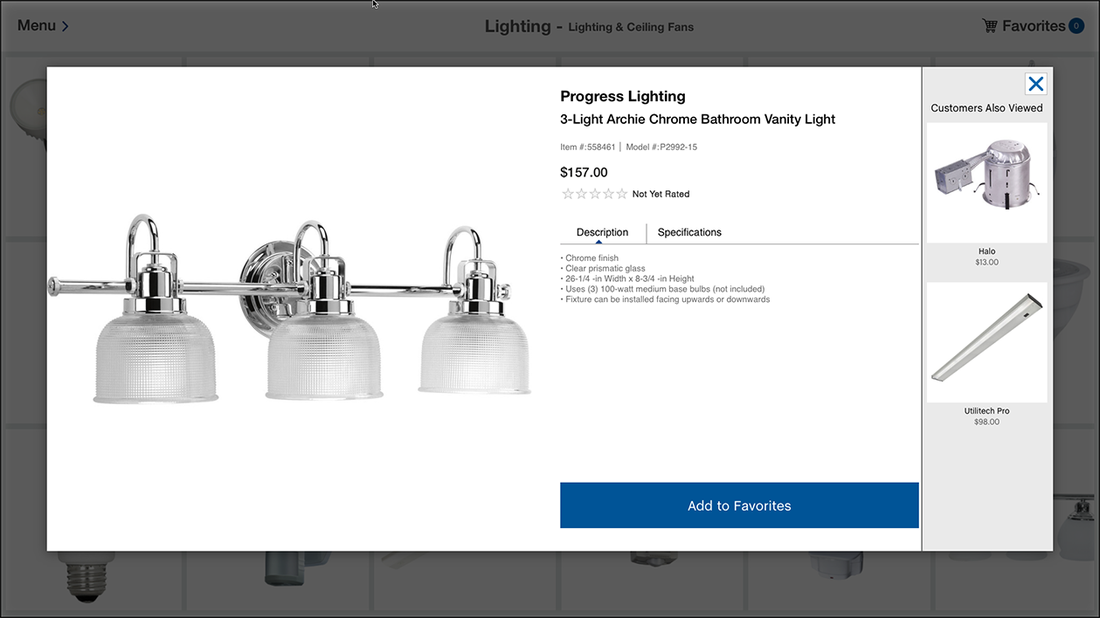 Menu
Lighting - Lighting & Ceiling Fans
Favorites 0
Progress Lighting
3-Light Archie Chrome Bathroom Vanity Light
Item #:558461 | Model #:P2992-15
$157.00
Not Yet Rated
Description | Specifications
• Chrome finish
• Clear prismatic glass
• 26-1/4 -in Width x 8-3/4 -in Height
• Uses (3) 100-watt medium base bulbs (not included)
• Fixture can be installed facing upwards or downwards
Add to Favorites
Customers Also Viewed
Halo
$13.00
Utilitech Pro
$98.00